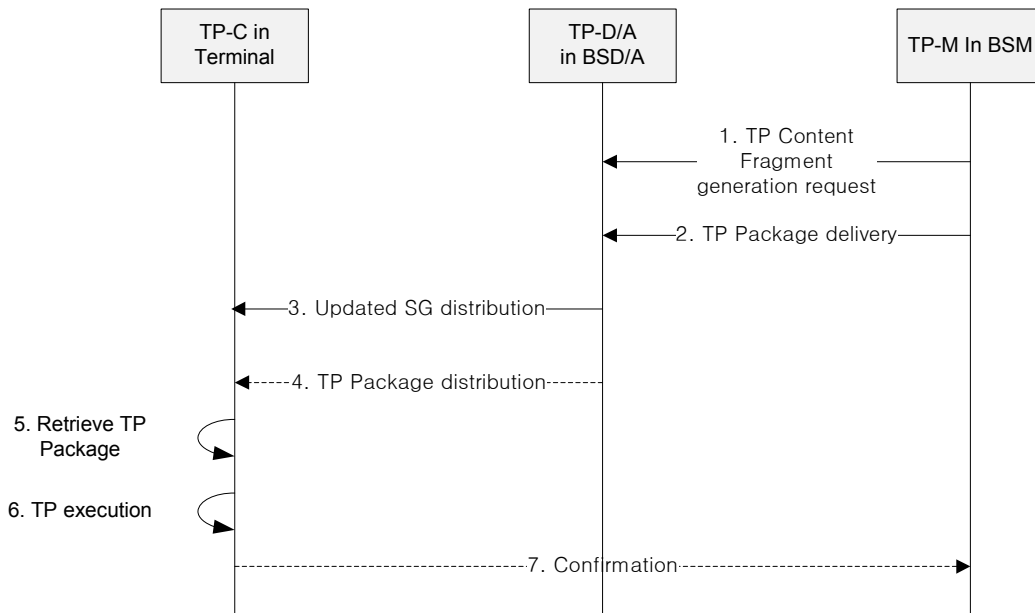 TP-C in
Terminal
TP-D/A
in BSD/A
TP-M In BSM
1. TP Content
Fragment
generation request
2. TP Package delivery
3. Updated SG distribution
4. TP Package distribution
5. Retrieve TP
Package
6. TP execution
7. Confirmation